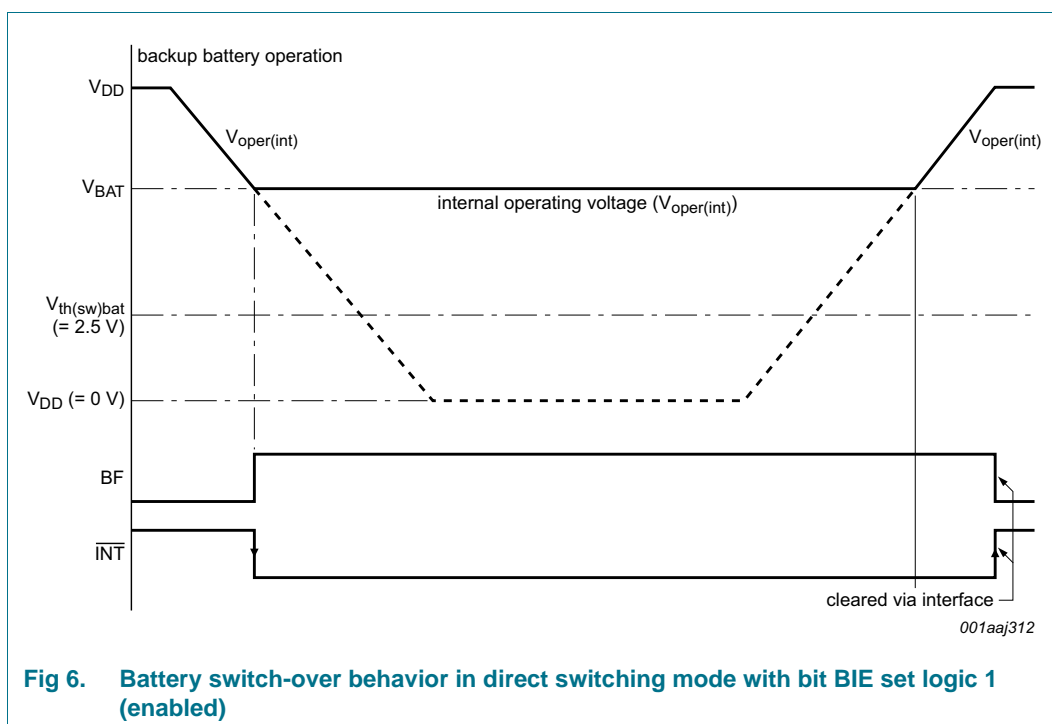 backup battery operation
VDD
Voper(int)
Voper(int)
VBAT
internal operating voltage (Voper(int))
Vth(sw)bat
(= 2.5 V)
VDD (= 0 V)
BF
INT
cleared via interface
001aaj312
Fig 6. Battery switch-over behavior in direct switching mode with bit BIE set logic 1
(enabled)